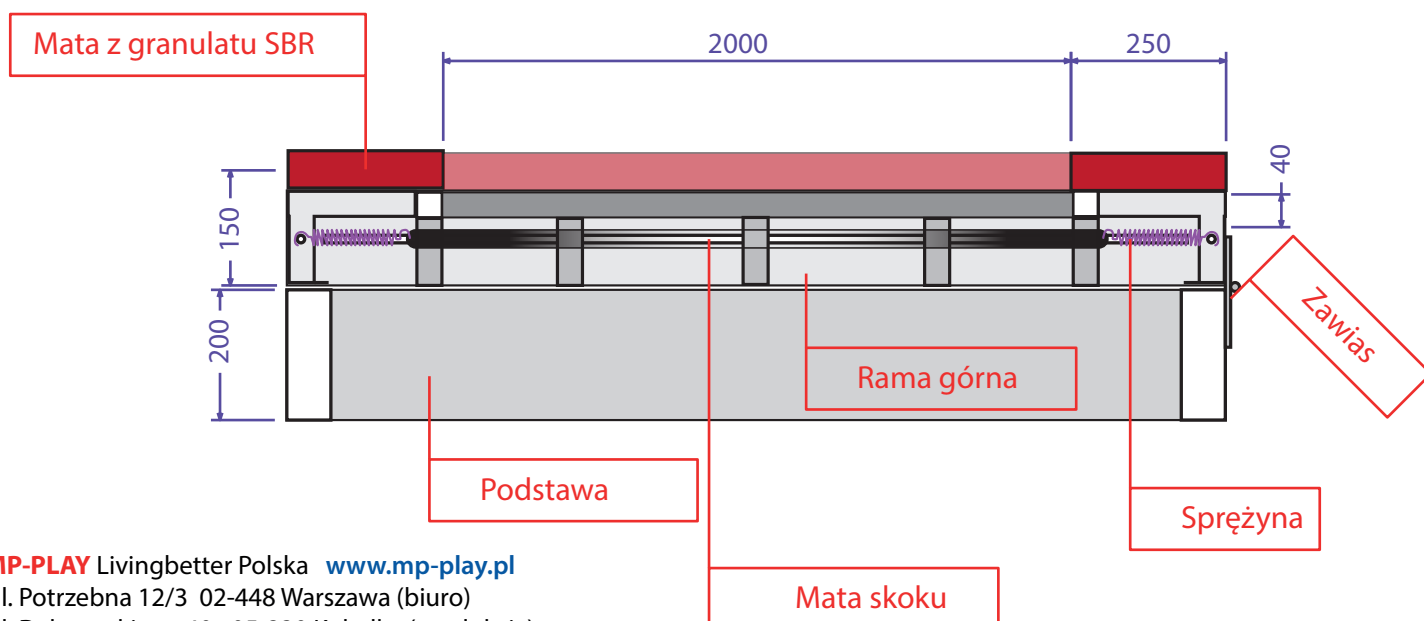 Mata z granulatu SBR
2000
250
40
150
200
Zawias
Rama górna
Podstawa
Sprężyna
Mata skoku
MP-PLAY Livingbetter Polska www.mp-play.pl
l. Potrzebna 12/3 02-448 Warszawa (biuro)